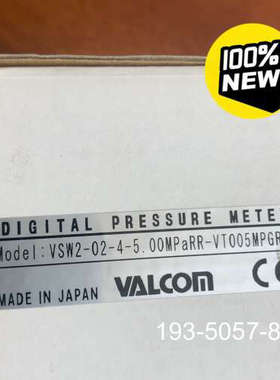 100%
NEW
DIGITAL PRESSURE METE
Model:VSW2-02-4-5.00MPaRR-VT005MPGR
MADE IN JAPAN VALCOM CE
193-5057-8